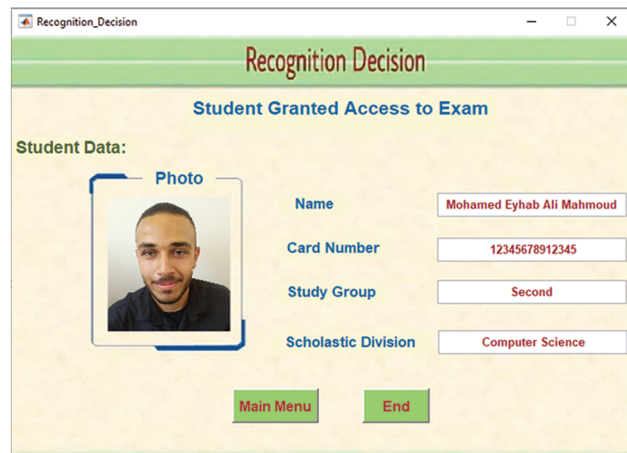 Recognition_Decision
Recognition Decision
Student Granted Access to Exam
Student Data:
Photo
Name Mohamed Eyhab Ali Mahmoud
Card Number 12345678912345
Study Group Second
Scholastic Division Computer Science
Main Menu End